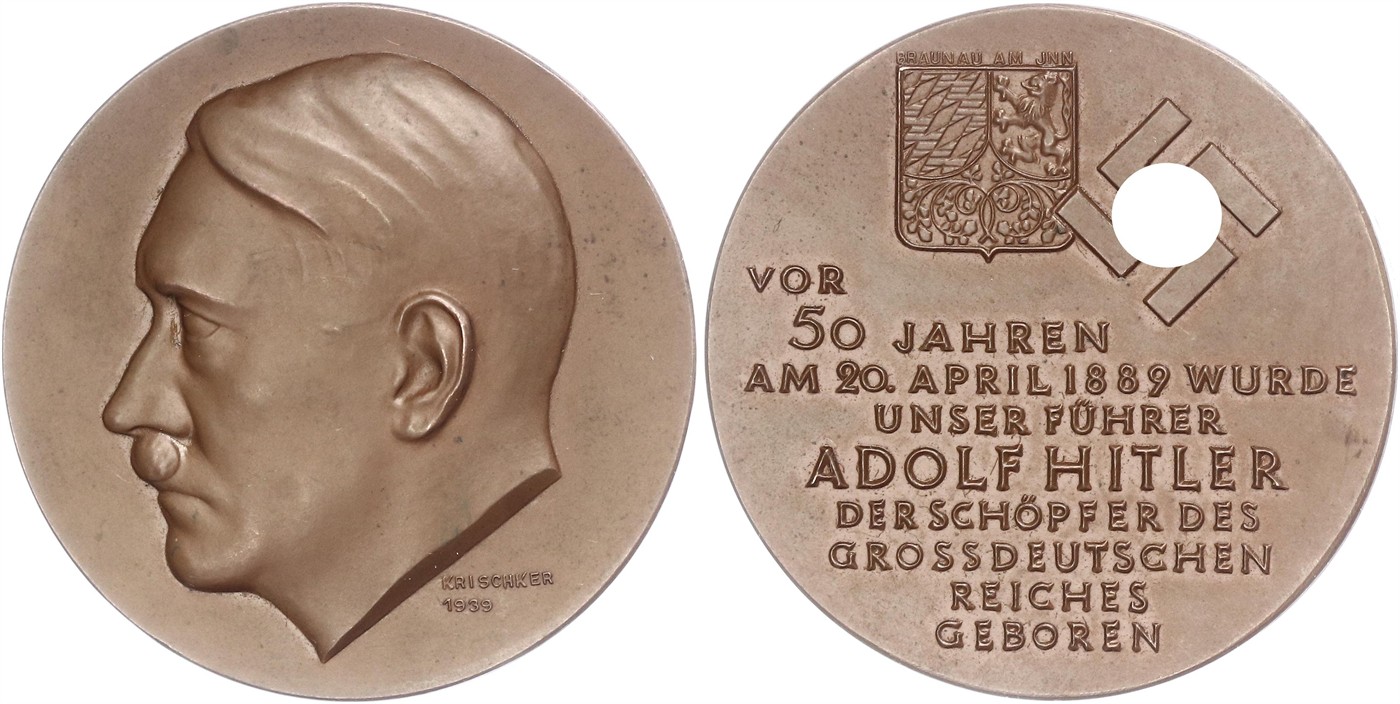 KRISCHKER
1939
BRAUNAU AM JNN
VOR
50 JAHREN
AM 20. APRIL 1889 WURDE
UNSER FÜHRER
ADOLF HITLER
DER SCHÖPFER DES
GROSSDEUTSCHEN
REICHES
GEBOREN